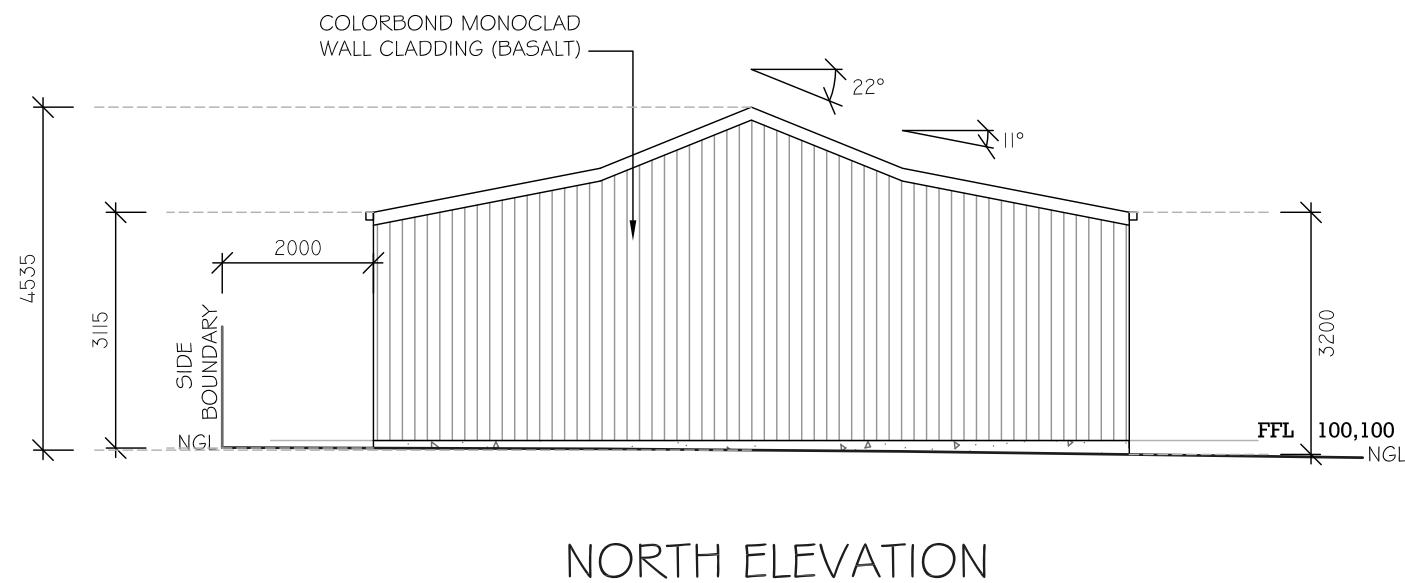 COLORBOND MONOCLAD
WALL CLADDING (BASALT)
22°
11°
2000
4535
3115
3200
SIDE
BOUNDARY
NGL
FFL 100,100
NGL
NORTH ELEVATION